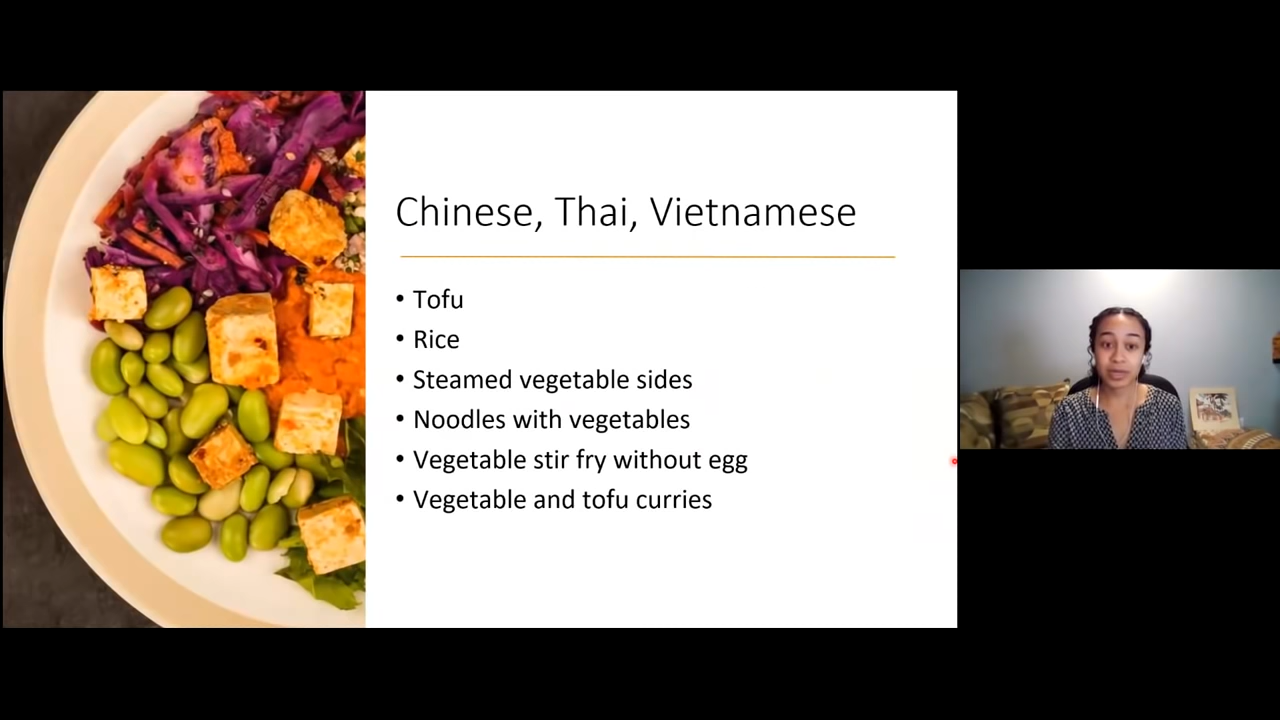 Chinese, Thai, Vietnamese
• Tofu
• Rice
• Steamed vegetable sides
• Noodles with vegetables
• Vegetable stir fry without egg
• Vegetable and tofu curries